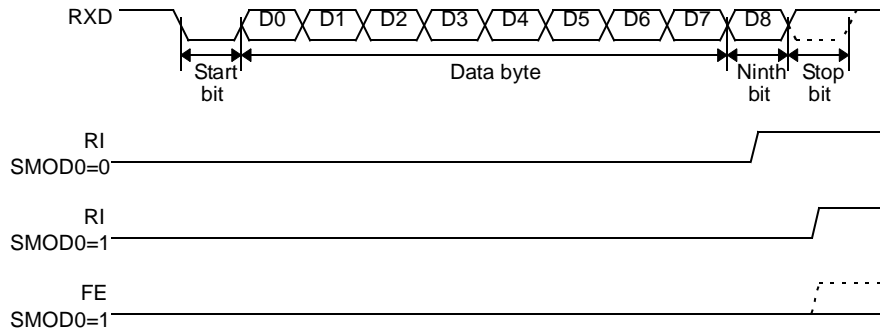 RXD D0 D1 D2 D3 D4 D5 D6 D7 D8
Start bit
Data byte
Ninth bit
Stop bit
RI
SMOD0=0
RI
SMOD0=1
FE
SMOD0=1